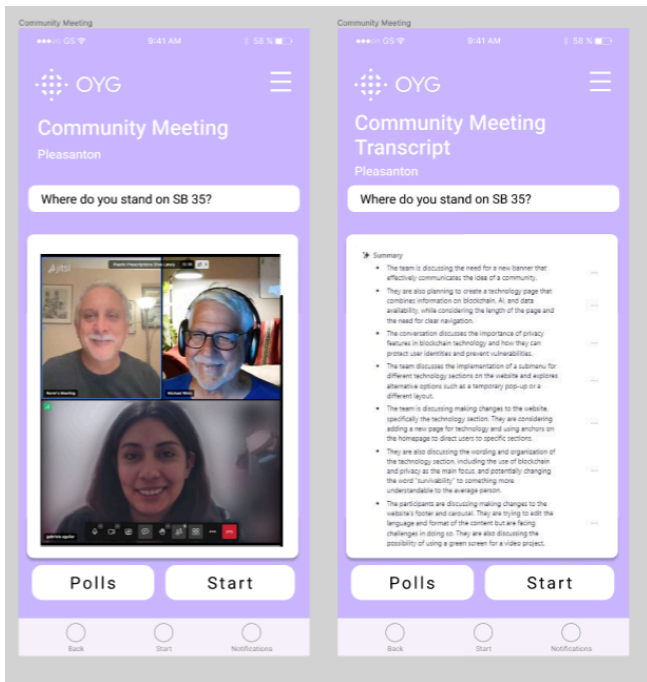 Community Meeting
GS
9:41 AM
58 %
OYG
Community Meeting
Pleasanton
Where do you stand on SB 35?
jitsi
gabriela aguilar
Polls
Start
Back
Start
Notifications
Community Meeting
GS
9:41 AM
58 %
OYG
Community Meeting
Transcript
Pleasanton
Where do you stand on SB 35?
Summary
The team is discussing the need for a new banner that
effectively communicates the idea of a community.
They are also planning to create a technology page that
combines information on blockchain, AI, and data
availability, while considering the length of the page and
the need for clear navigation.
The conversation discusses the importance of privacy
features in blockchain technology and how they can
protect user identities and prevent vulnerabilities.
The team discusses the implementation of a submenu for
different technology sections on the website and explores
alternative options such as a temporary pop-up or a
different layout.
The team is discussing making changes to the website,
specifically the technology section. They are considering
adding a new page for technology and using anchors on
the homepage to direct users to specific sections.
They are also discussing the wording and organization of
the technology section, including the use of blockchain
and privacy as the main focus, and potentially changing
the word "survivability" to something more
understandable to the average person.
The participants are discussing making changes to the
website's footer and carousel. They are trying to edit the
language and format of the content but are facing
challenges in doing so. They are also discussing the
possibility of using a green screen for a video project.
Polls
Start
Back
Start
Notifications